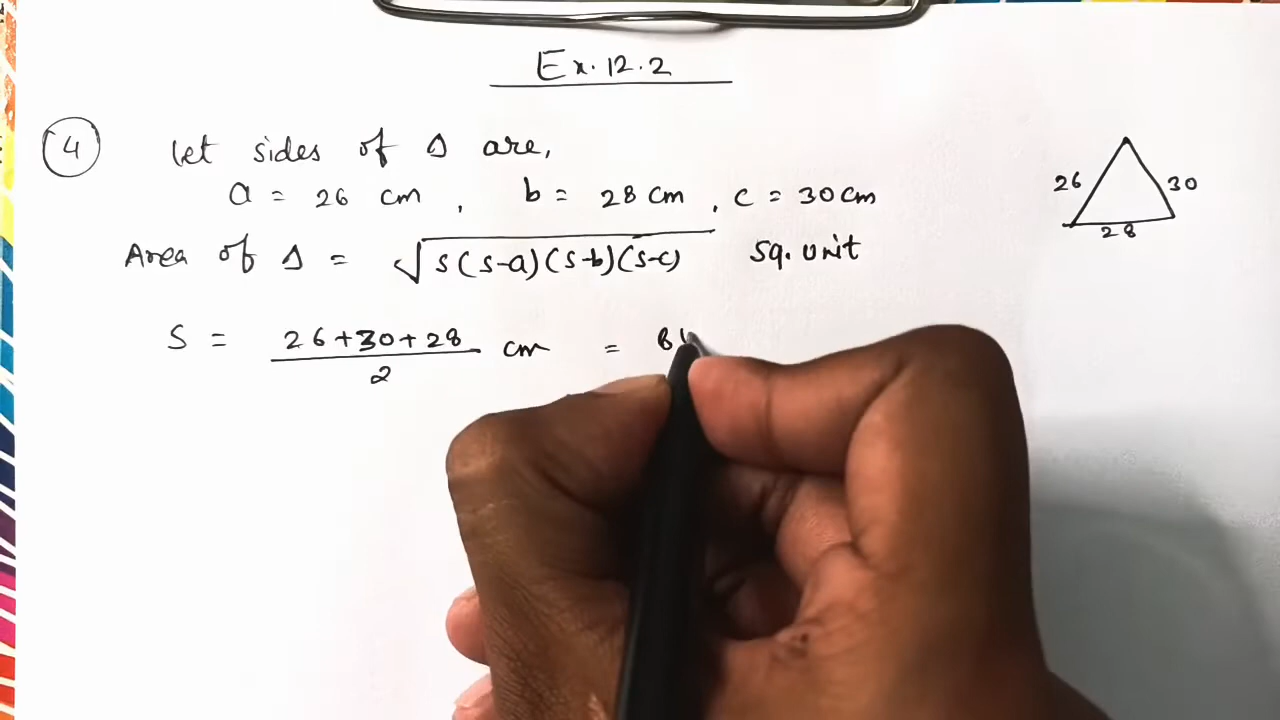 Ex. 12.2
4 Let sides of Δ are,
a = 26 cm , b = 28 cm , c = 30 cm
Area of Δ = √s(s-a)(s-b)(s-c) sq. unit
S = 26+30+28 cm =
2
26 30
28